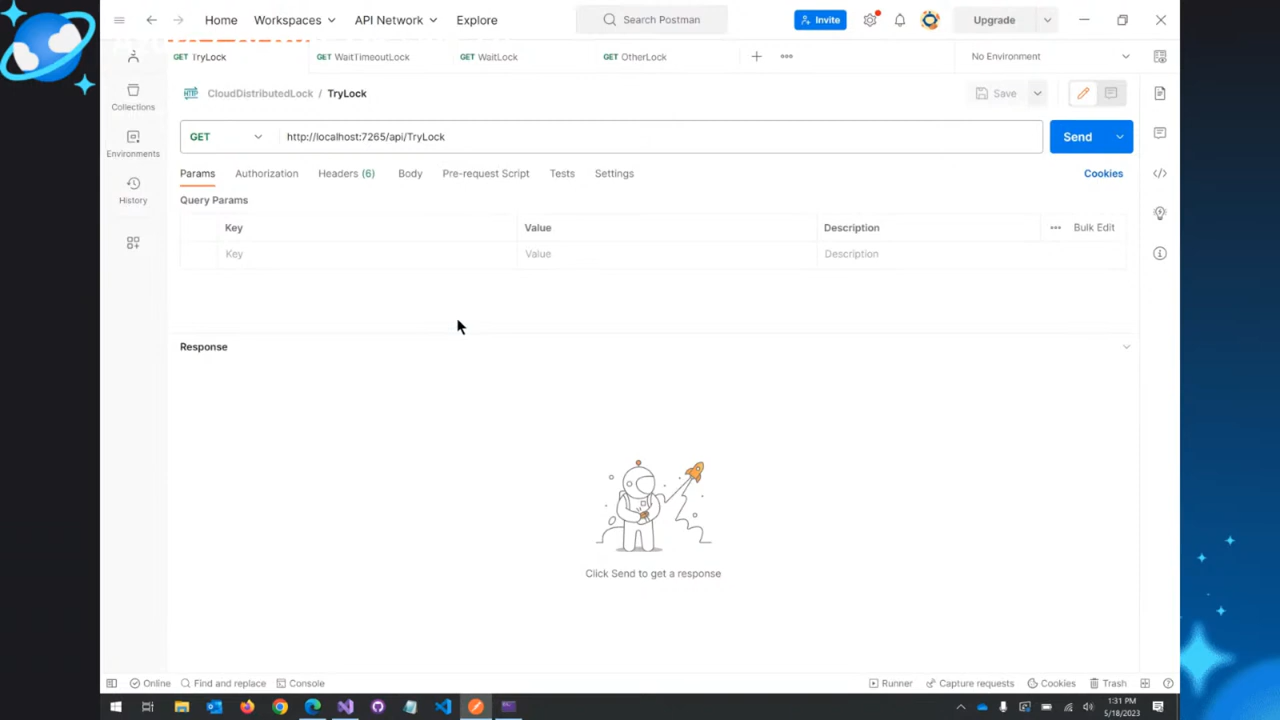 Home Workspaces API Network Explore Search Postman Invite Upgrade
GET TryLock GET WaitTimeoutLock GET WaitLock GET OtherLock No Environment
HTTP CloudDistributedLock / TryLock Save
Collections
GET http://localhost:7265/api/TryLock Send
Environments
Params Authorization Headers (6) Body Pre-request Script Tests Settings Cookies
History
Query Params
Key Value Description Bulk Edit
Key Value Description
Response
Click Send to get a response
Online Find and replace Console Runner Capture requests Cookies Trash
1:31 PM
5/18/2023